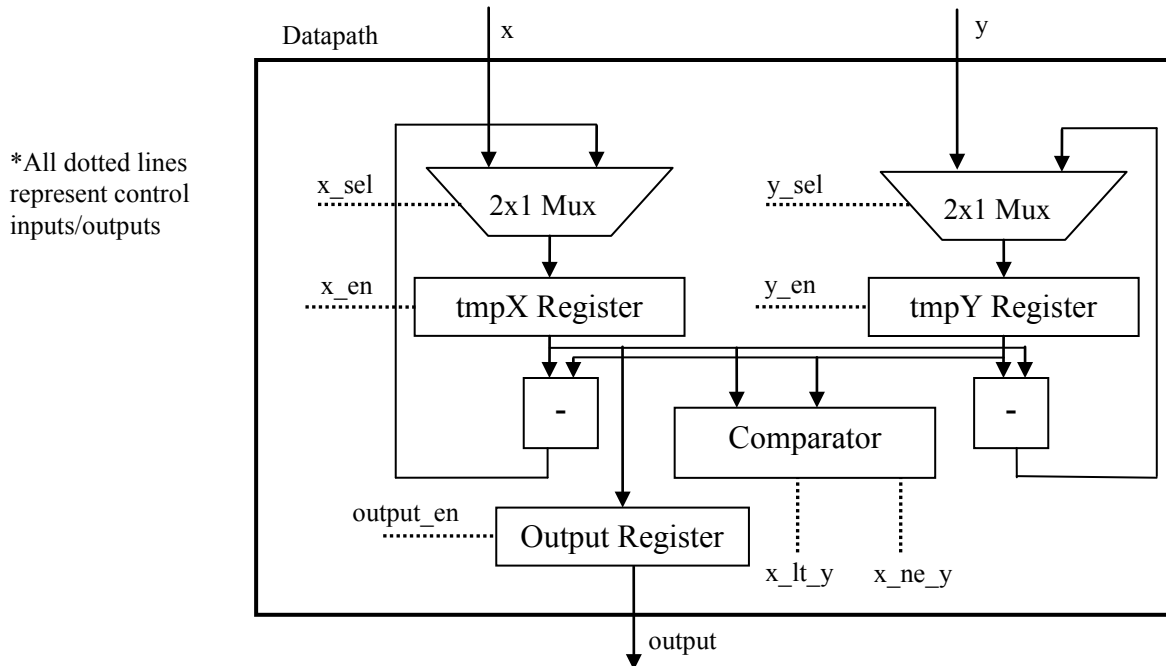 x
y
Datapath
*All dotted lines
represent control
inputs/outputs
x_sel
2x1 Mux
y_sel
2x1 Mux
x_en
tmpX Register
y_en
tmpY Register
-
-
Comparator
output_en
Output Register
x_lt_y
x_ne_y
output